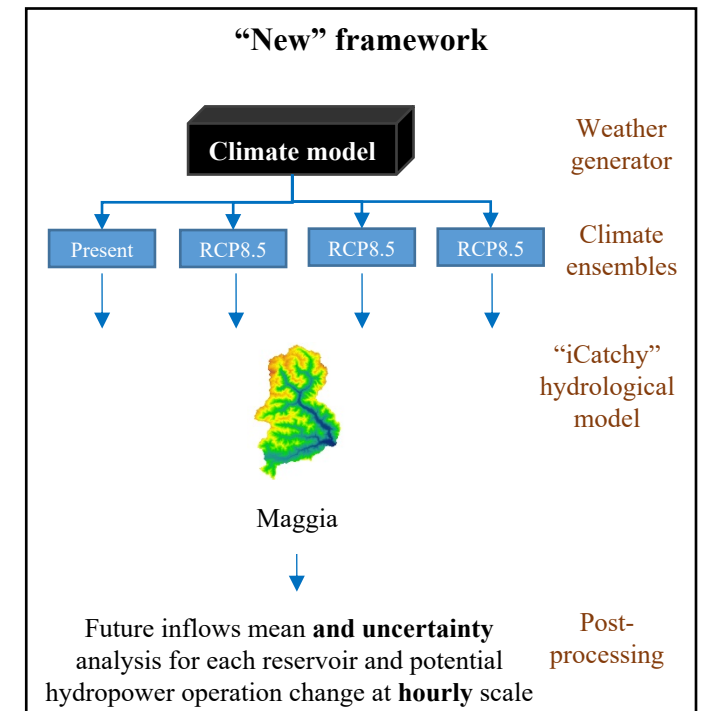 “New” framework
Climate model
Weather
generator
Present
RCP8.5
RCP8.5
RCP8.5
Climate
ensembles
“iCatchy”
hydrological
model
Maggia
Future inflows mean and uncertainty
analysis for each reservoir and potential
hydropower operation change at hourly scale
Post-
processing